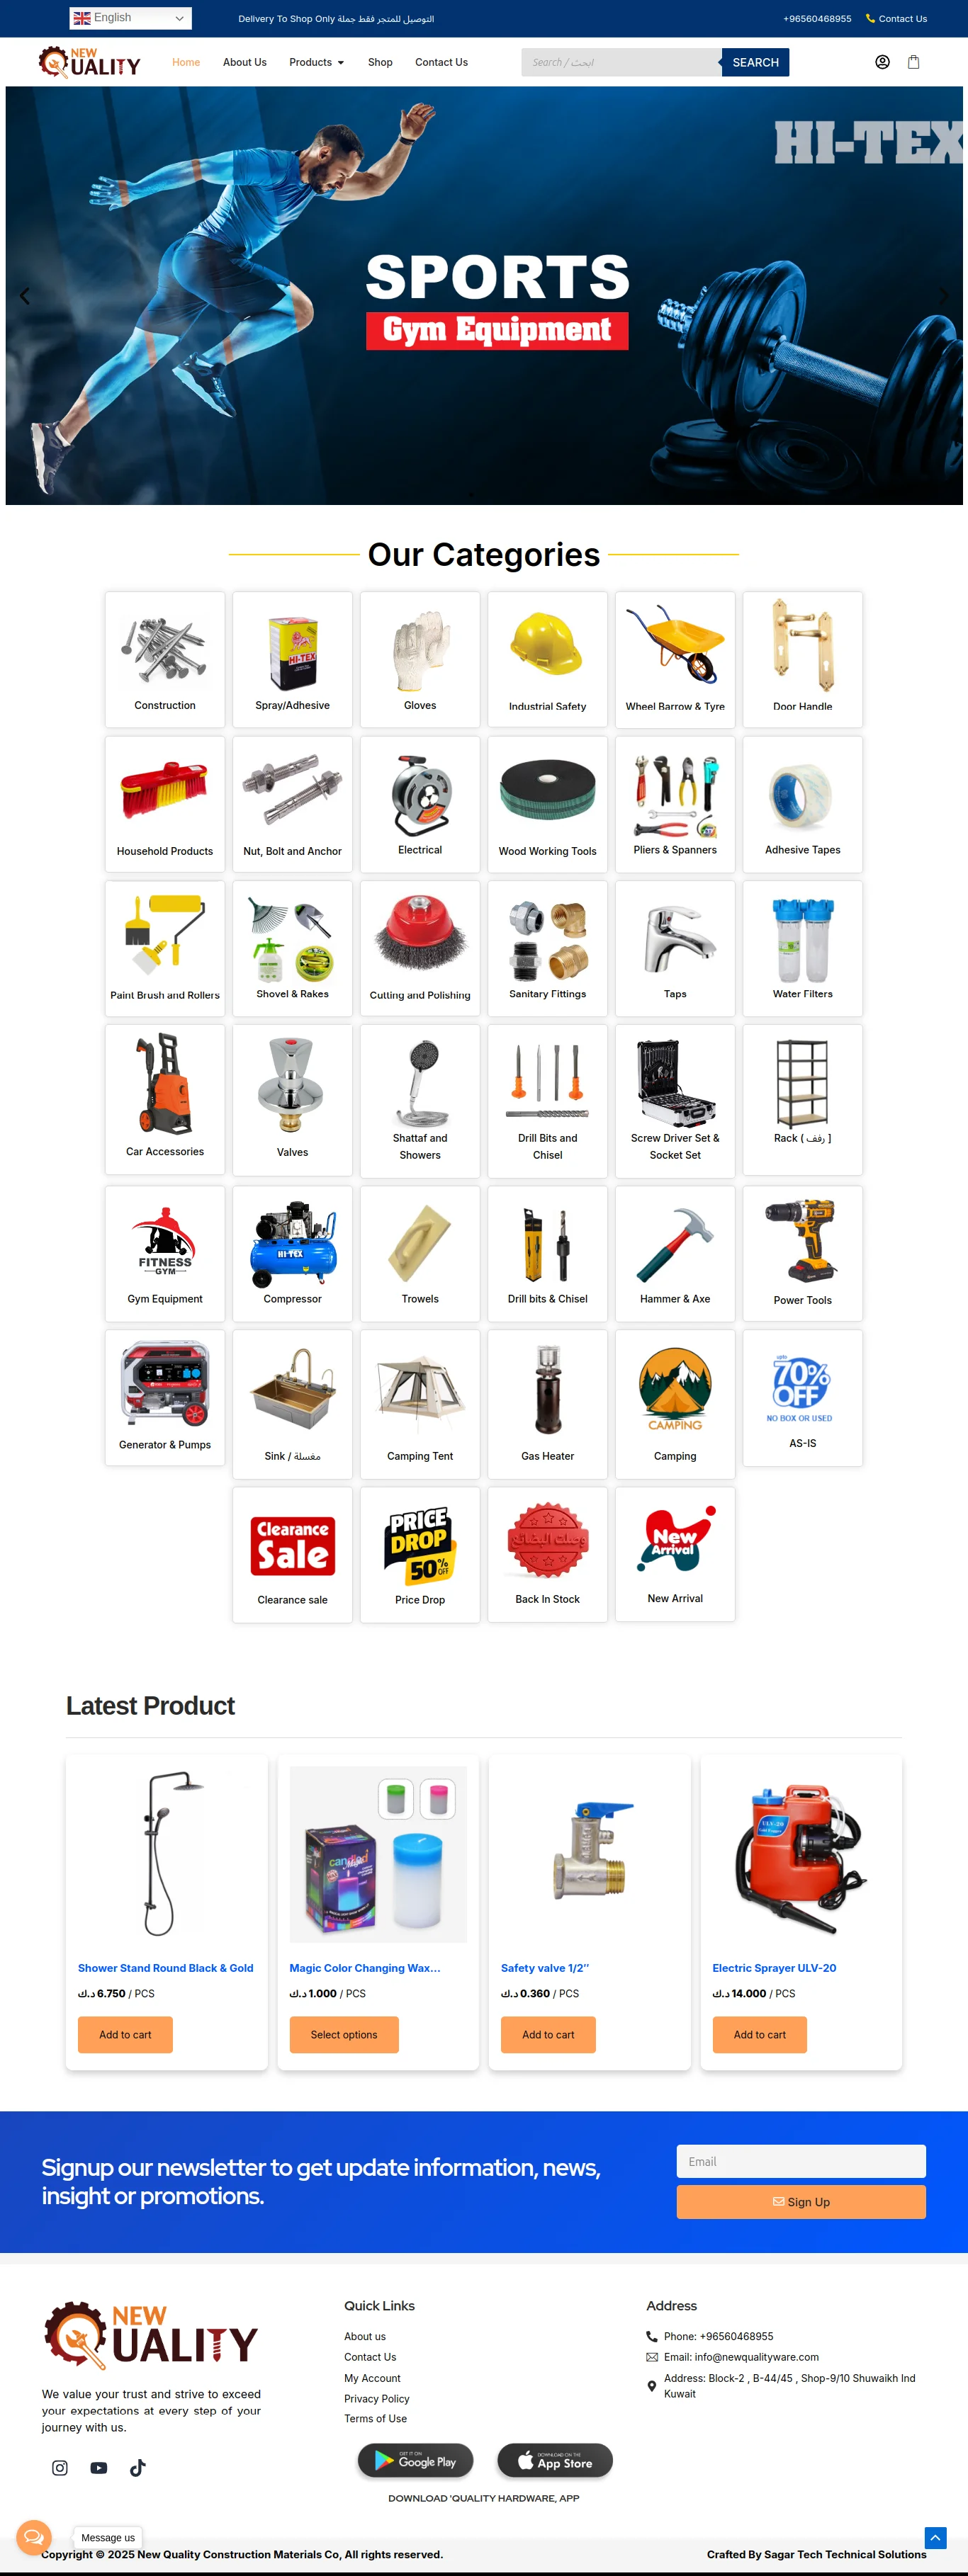 English
Delivery To Shop Only التوصيل للمتجر فقط جملة
+96560468955
Contact Us
NEW
QUALITY
Home
About Us
Products
Shop
Contact Us
Search / ابحث
SEARCH
HI-TEX
SPORTS
Gym Equipment
Our Categories
HI-TEX
Construction
Spray/Adhesive
Gloves
Industrial Safety
Wheel Barrow & Tyre
Door Handle
Household Products
Nut, Bolt and Anchor
Electrical
Wood Working Tools
Pliers & Spanners
Adhesive Tapes
Paint Brush and Rollers
Shovel & Rakes
Cutting and Polishing
Sanitary Fittings
Taps
Water Filters
Car Accessories
Valves
Shattaf and
Showers
Drill Bits and
Chisel
Screw Driver Set &
Socket Set
Rack ( رفف ]
FITNESS
GYM
HI-TEX
Gym Equipment
Compressor
Trowels
Drill bits & Chisel
Hammer & Axe
Power Tools
CAMPING
upto
70%
OFF
NO BOX OR USED
Generator & Pumps
Sink / مغسلة
Camping Tent
Gas Heater
Camping
AS-IS
Clearance
Sale
PRICE
DROP
50%
OFF
New
Arrival
Clearance sale
Price Drop
Back In Stock
New Arrival
Latest Product
ULV-20
Shower Stand Round Black & Gold
د.ك 6.750 / PCS
Add to cart
Magic Color Changing Wax...
د.ك 1.000 / PCS
Select options
Safety valve 1/2″
د.ك 0.360 / PCS
Add to cart
Electric Sprayer ULV-20
د.ك 14.000 / PCS
Add to cart
Signup our newsletter to get update information, news,
insight or promotions.
Email
Sign Up
NEW
QUALITY
We value your trust and strive to exceed
your expectations at every step of your
journey with us.
Quick Links
About us
Contact Us
My Account
Privacy Policy
Terms of Use
GET IT ON
Google Play
DOWNLOAD ON THE
App Store
DOWNLOAD 'QUALITY HARDWARE, APP
Address
Phone: +96560468955
Email: info@newqualityware.com
Address: Block-2 , B-44/45 , Shop-9/10 Shuwaikh Ind
Kuwait
Message us
Copyright © 2025 New Quality Construction Materials Co, All rights reserved.
Crafted By Sagar Tech Technical Solutions